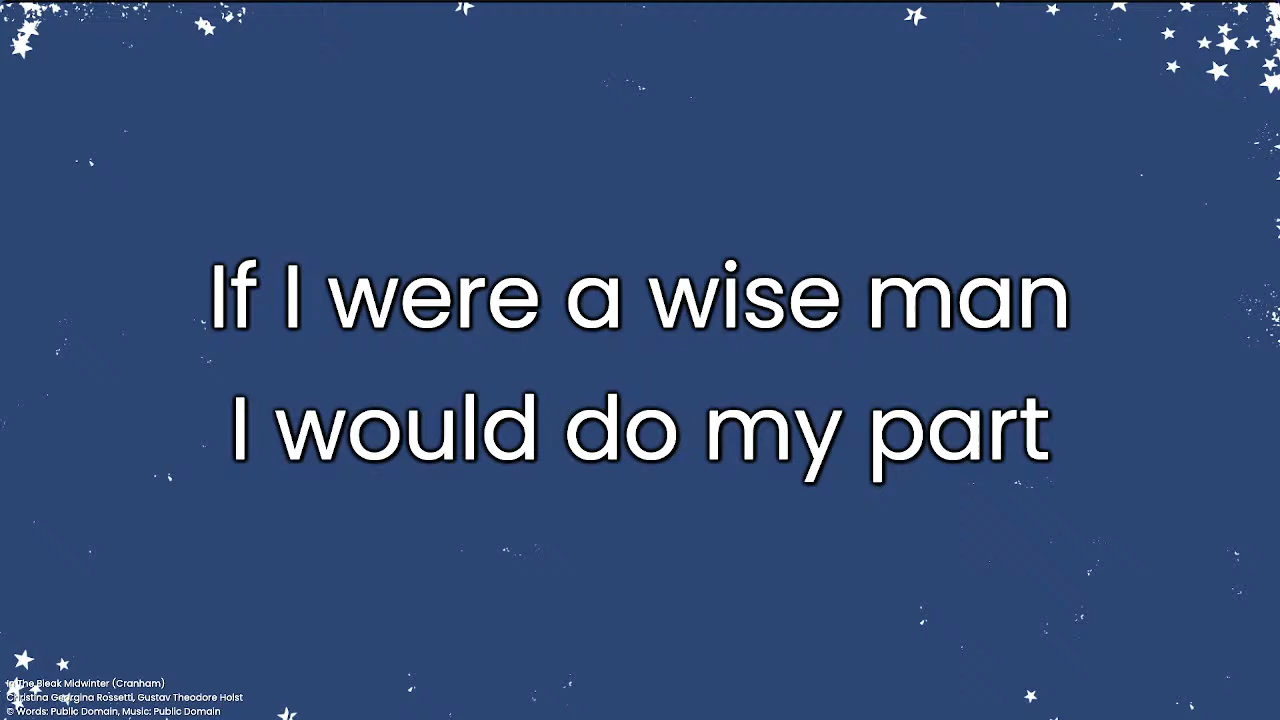 If I were a wise man
I would do my part
In The Bleak Midwinter (Cranham)
Christina Georgina Rossetti, Gustav Theodore Holst
© Words: Public Domain, Music: Public Domain